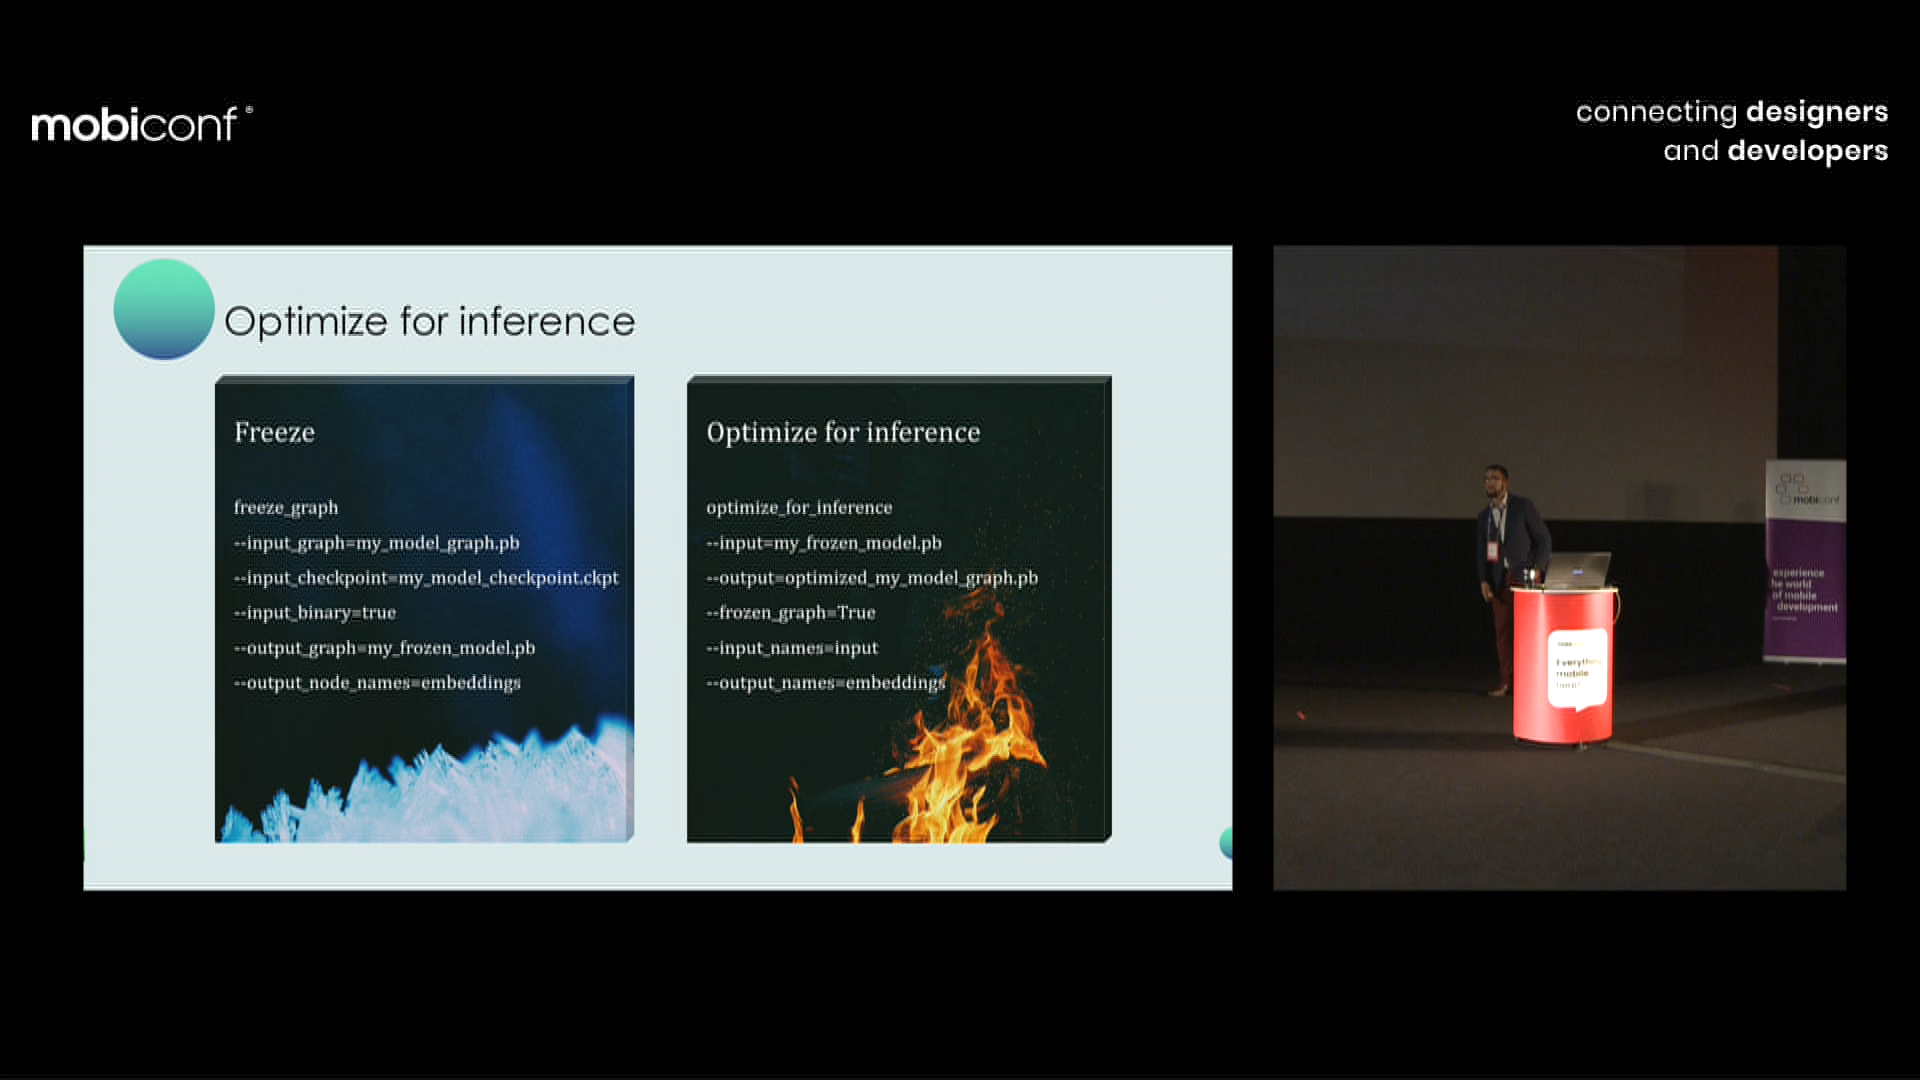 mobiconf®
connecting designers
and developers
Optimize for inference
Freeze
freeze_graph
--input_graph=my_model_graph.pb
--input_checkpoint=my_model_checkpoint.ckpt
--input_binary=true
--output_graph=my_frozen_model.pb
--output_node_names=embeddings
Optimize for inference
optimize_for_inference
--input=my_frozen_model.pb
--output=optimized_my_model_graph.pb
--frozen_graph=True
--input_names=input
--output_names=embeddings
mobiconf
experience
he world
of mobile
development
mobile